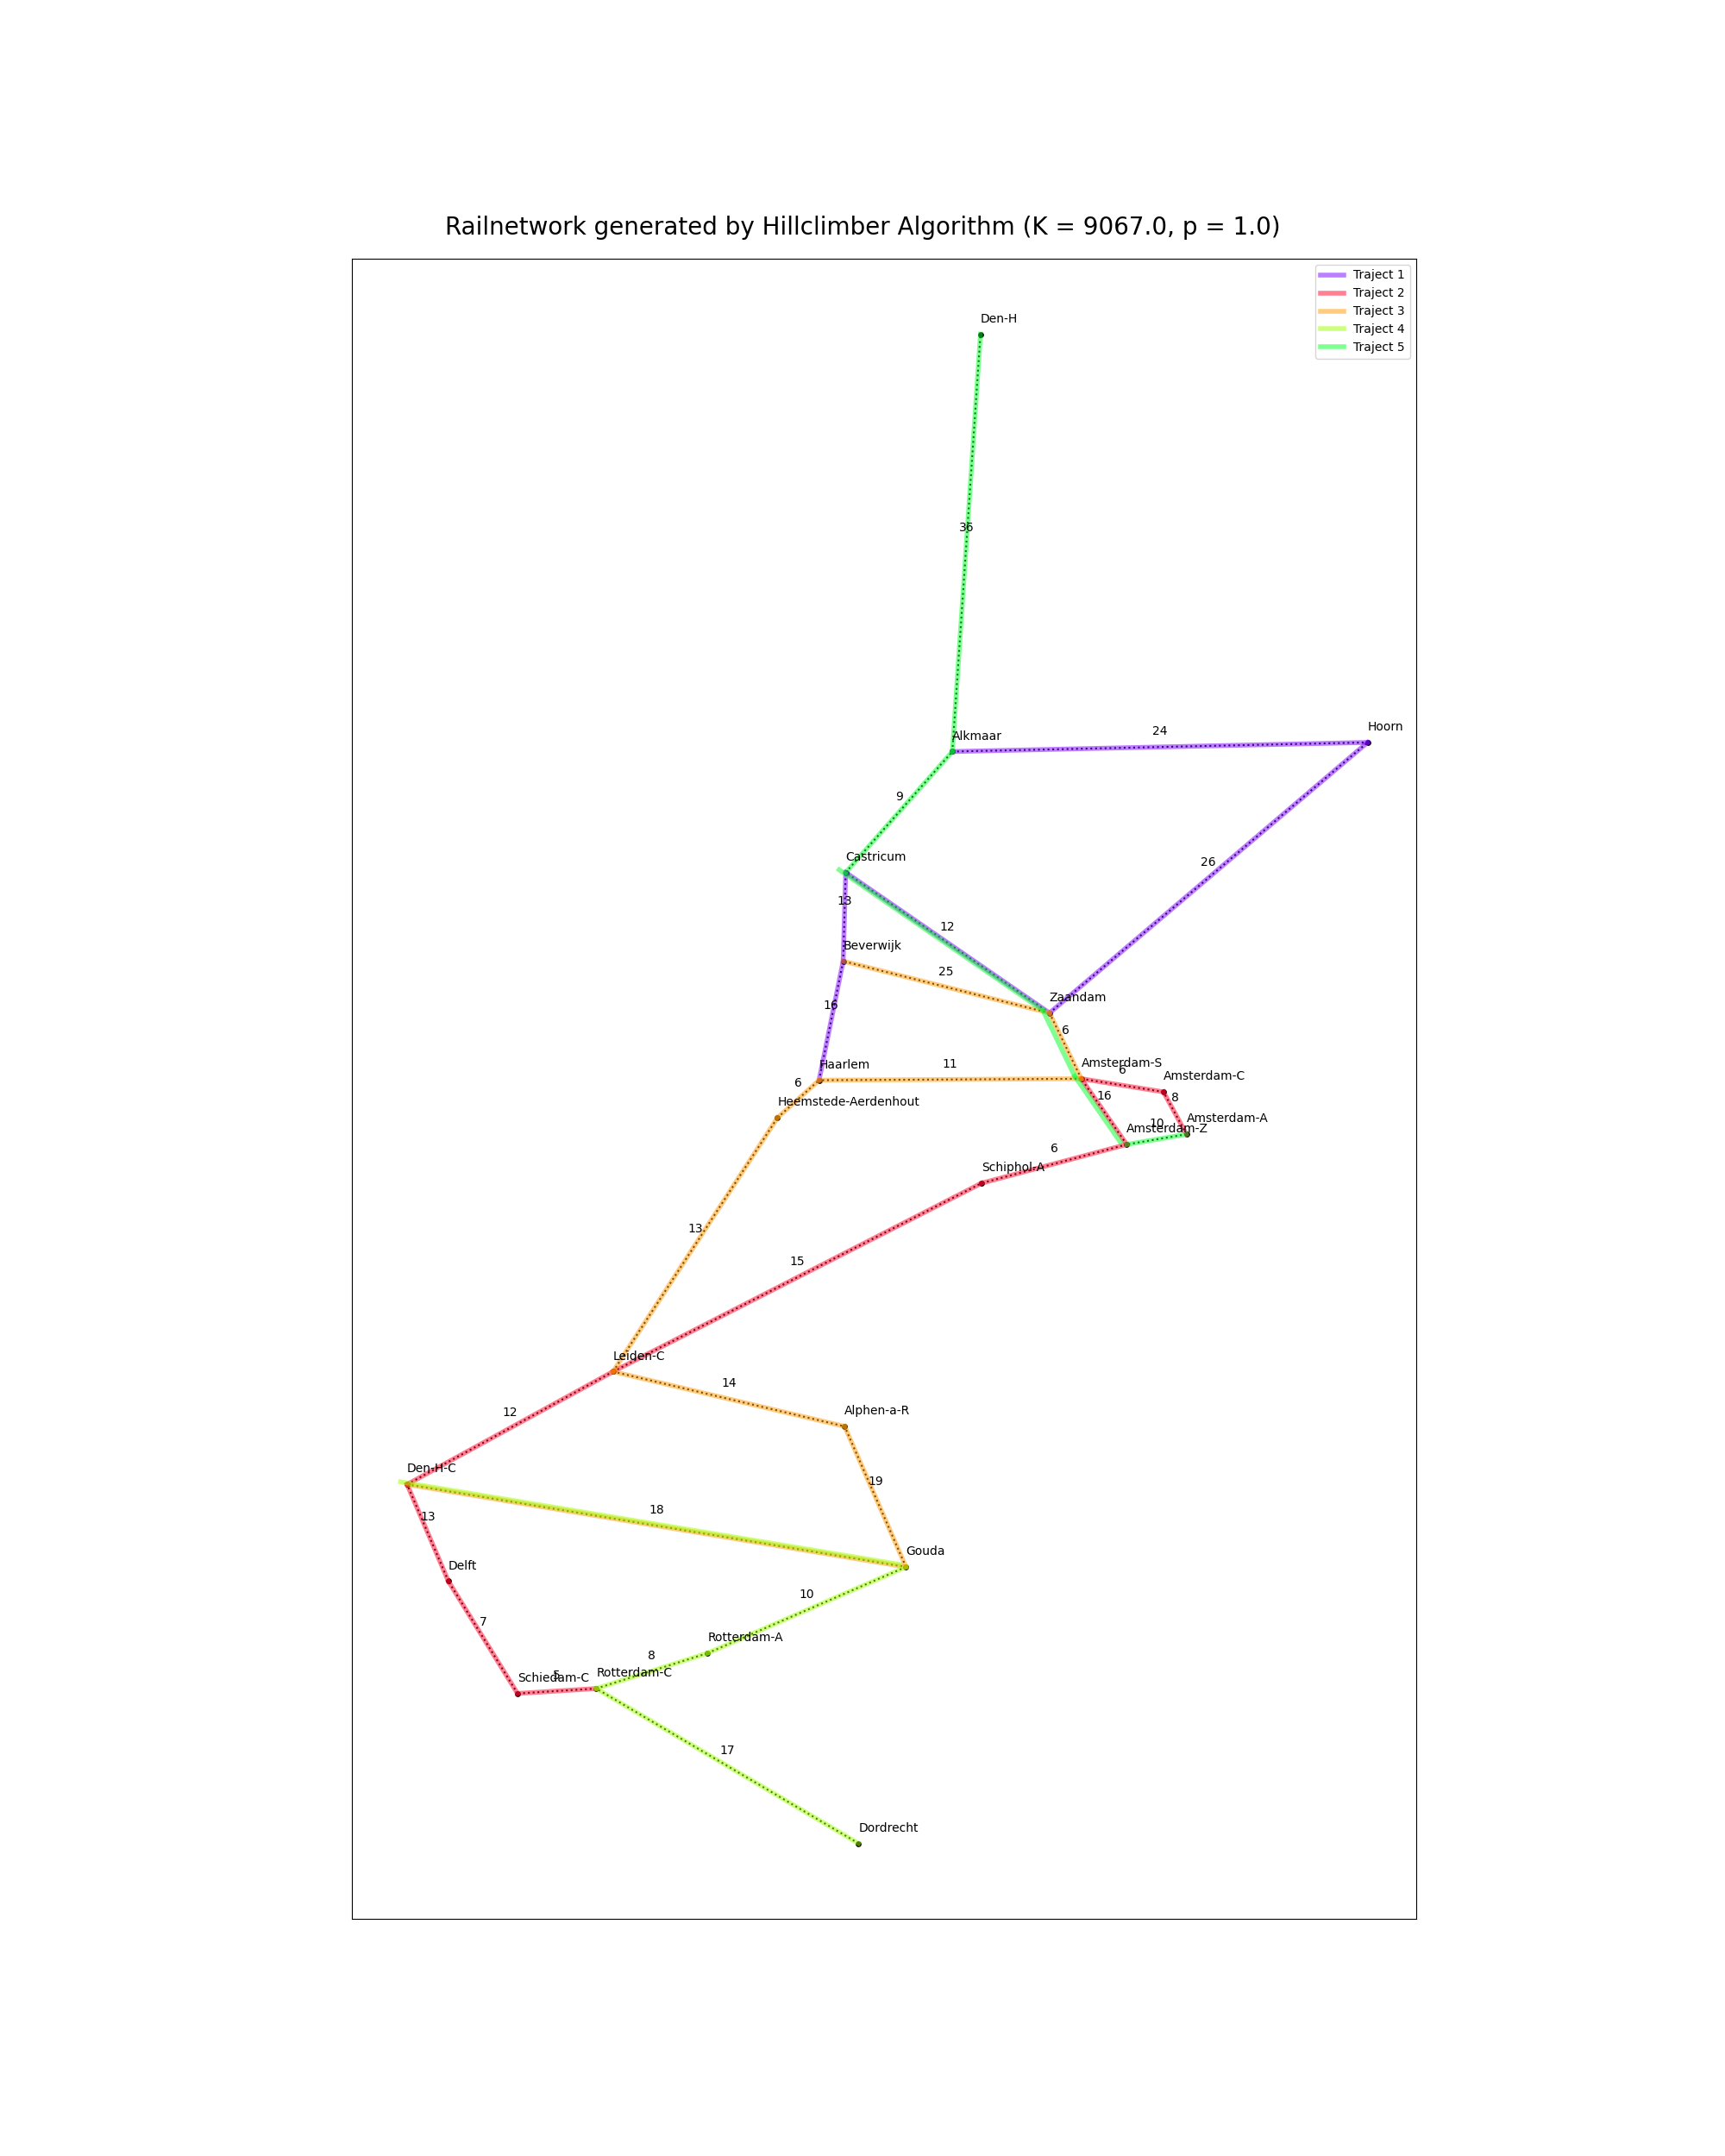 Railnetwork generated by Hillclimber Algorithm (K = 9067.0, p = 1.0)
Traject 1
Traject 2
Traject 3
Traject 4
Traject 5
Den-H
36
Hoorn
24
Alkmaar
9
Castricum
26
13
12
Beverwijk
25
Zaandam
16
6
Amsterdam-S
Haarlem
11
6
Amsterdam-C
6
Heemstede-Aerdenhout
16
8
Amsterdam-A
10
Amsterdam-Z
6
Schiphol-A
13
15
Leiden-C
14
12
Alphen-a-R
Den-H-C
19
18
13
Gouda
Delft
10
7
Rotterdam-A
8
Rotterdam-C
5
Schiedam-C
17
Dordrecht